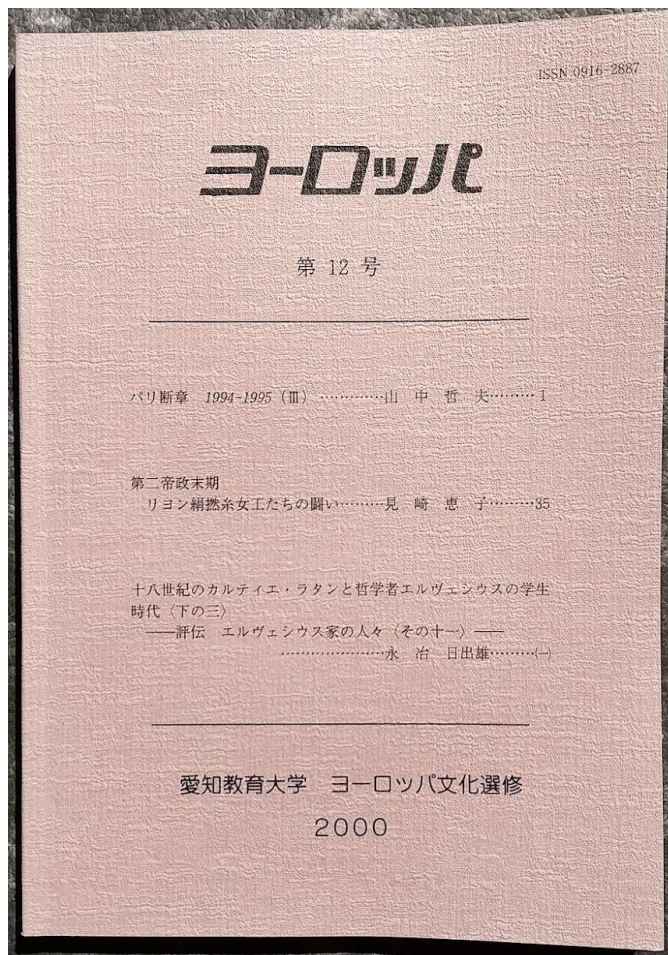 ISSN 0916-2887
ヨーロッパ
第 12 号
パリ断章 1994-1995 (Ⅲ) …………山 中 哲 夫………1
第二帝政末期
リヨン絹撚糸女工たちの闘い………見 崎 恵 子………35
十八世紀のカルティエ・ラタンと哲学者エルヴェシウスの学生
時代〈下の三〉
――評伝 エルヴェシウス家の人々〈その十一〉――
…………………永 冶 日出雄………㈠
愛知教育大学 ヨーロッパ文化選修
2000